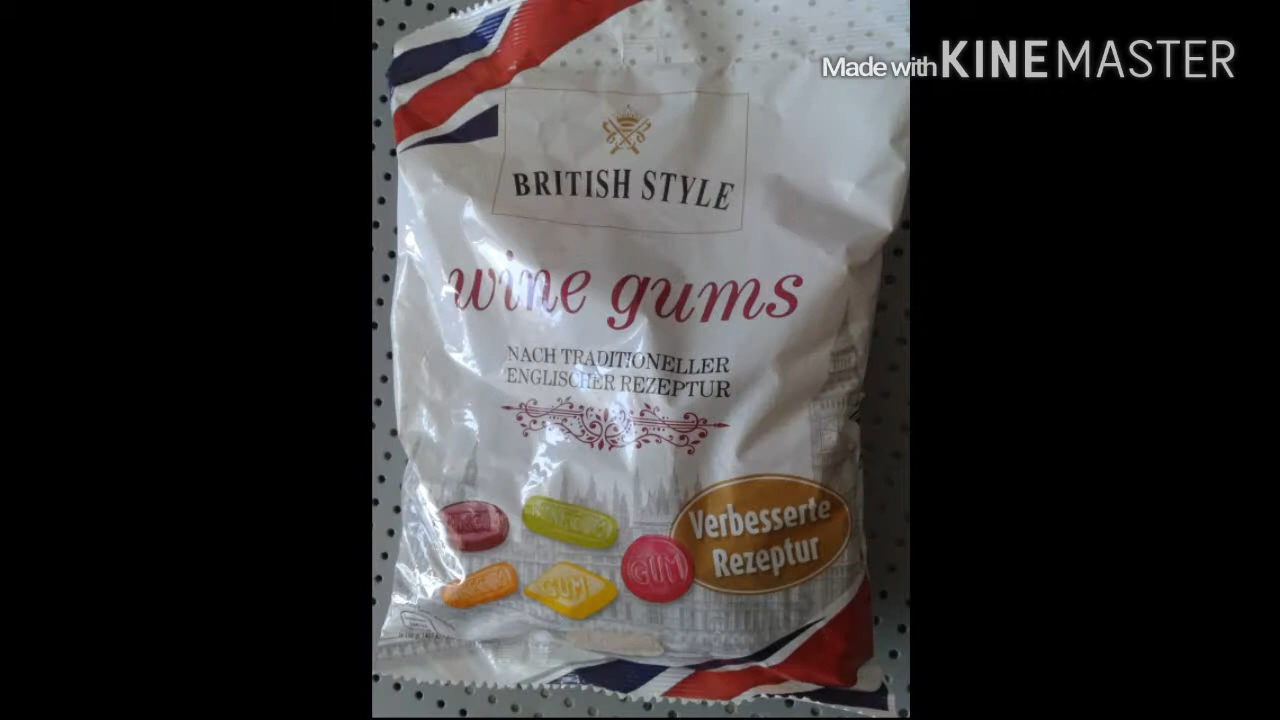 Made with KINEMASTER
BRITISH STYLE
wine gums
NACH TRADITIONELLER
ENGLISCHER REZEPTUR
Verbesserte
Rezeptur
GUM
GUM